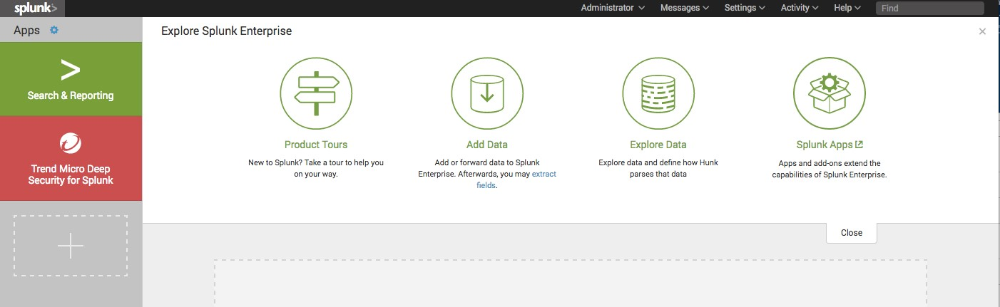 splunk> Administrator Messages Settings Activity Help Find
Apps Explore Splunk Enterprise ×
>
Search & Reporting
Trend Micro Deep
Security for Splunk
Product Tours
New to Splunk? Take a tour to help you
on your way.
Add Data
Add or forward data to Splunk
Enterprise. Afterwards, you may extract
fields.
Explore Data
Explore data and define how Hunk
parses that data
Splunk Apps
Apps and add-ons extend the
capabilities of Splunk Enterprise.
Close